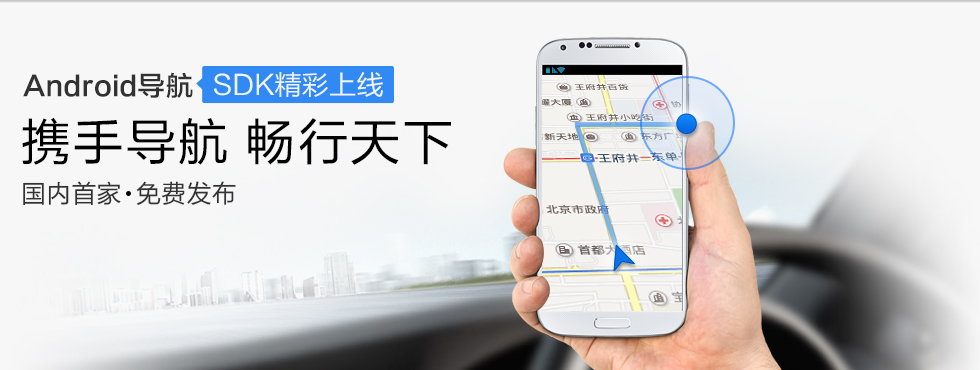 Android导航 SDK精彩上线
携手导航 畅行天下
国内首家·免费发布
王府井百货
王府井小吃街
新天地
东方广
王府井
东单
北京市政府
首都大酒店